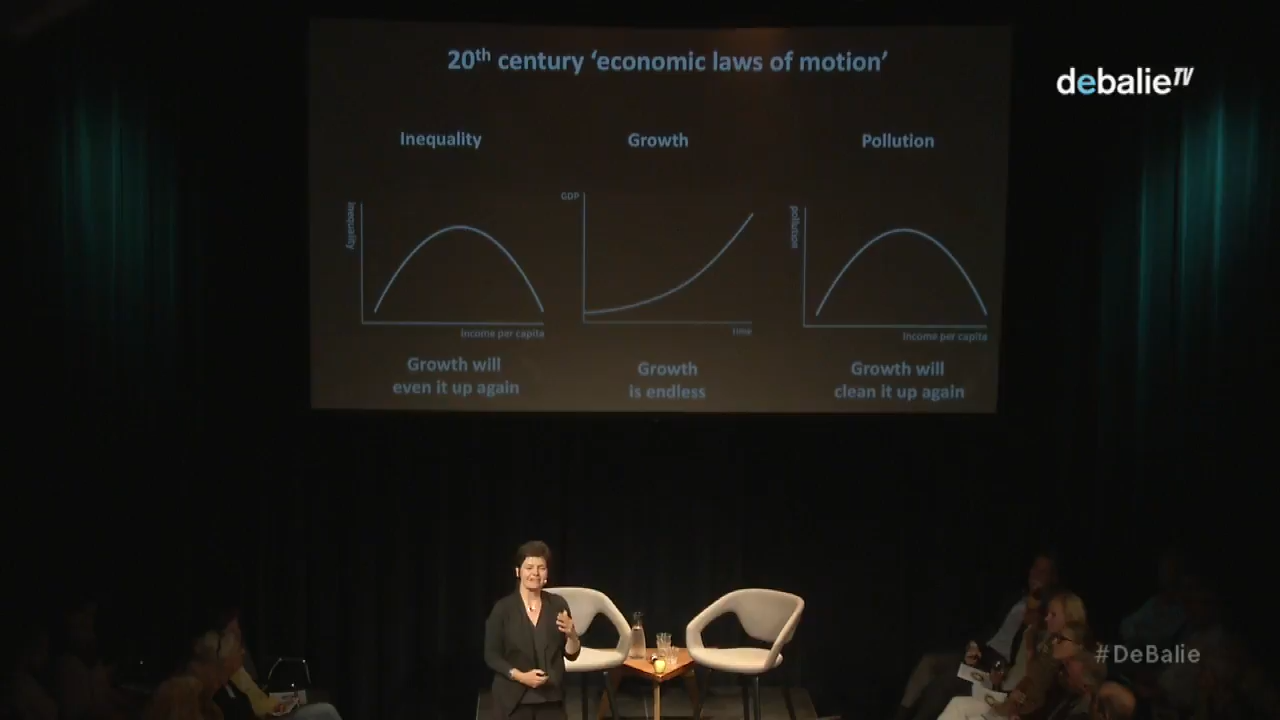 20th century ‘economic laws of motion’
debalieTV
Inequality
Growth
Pollution
inequality
GDP
pollution
Income per capita
Time
Income per capita
Growth will
even it up again
Growth
is endless
Growth will
clean it up again
#DeBalie